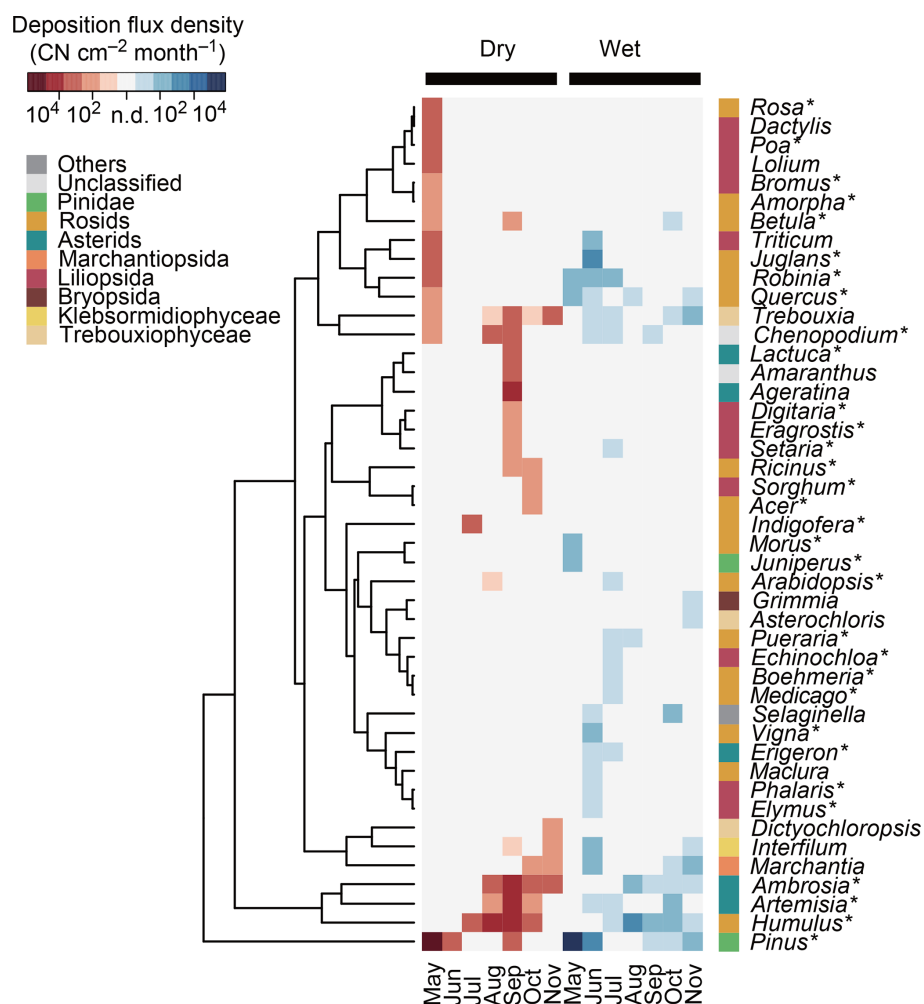 Deposition flux density
(CN cm⁻² month⁻¹)
10⁴ 10² n.d. 10² 10⁴
Dry Wet
Others
Unclassified
Pinidae
Rosids
Asterids
Marchantiopsida
Liliopsida
Bryopsida
Klebsormidiophyceae
Trebouxiophyceae
Rosa*
Dactylis
Poa*
Lolium
Bromus*
Amorpha*
Betula*
Triticum
Juglans*
Robinia*
Quercus*
Trebouxia
Chenopodium*
Lactuca*
Amaranthus
Ageratina
Digitaria*
Eragrostis*
Setaria*
Ricinus*
Sorghum*
Acer*
Indigofera*
Morus*
Juniperus*
Arabidopsis*
Grimmia
Asterochloris
Pueraria*
Echinochloa*
Boehmeria*
Medicago*
Selaginella
Vigna*
Erigeron*
Maclura
Phalaris*
Elymus*
Dictyochloropsis
Interfilum
Marchantia
Ambrosia*
Artemisia*
Humulus*
Pinus*
May Jun Jul Aug Sep Oct Nov May Jun Jul Aug Sep Oct Nov